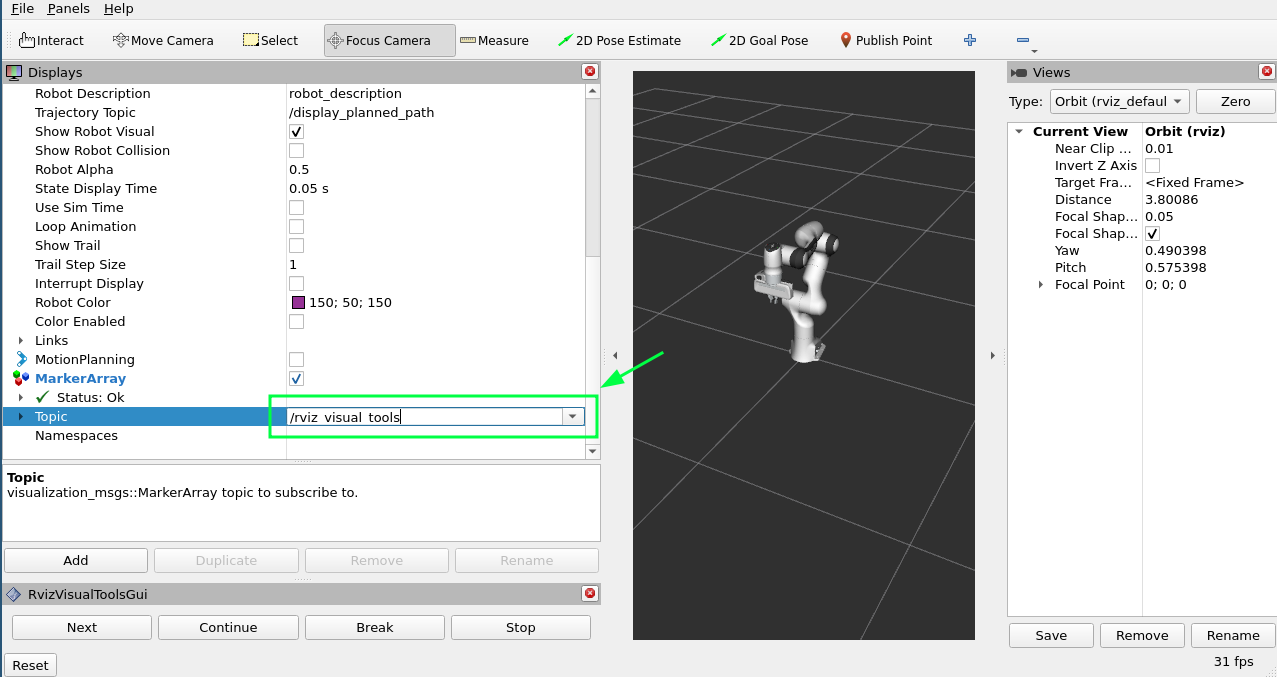 File Panels Help
Interact Move Camera Select Focus Camera Measure 2D Pose Estimate 2D Goal Pose Publish Point
Displays
Robot Description robot_description
Trajectory Topic /display_planned_path
Show Robot Visual
Show Robot Collision
Robot Alpha 0.5
State Display Time 0.05 s
Use Sim Time
Loop Animation
Show Trail
Trail Step Size 1
Interrupt Display
Robot Color 150; 50; 150
Color Enabled
Links
MotionPlanning
MarkerArray
Status: Ok
Topic /rviz_visual_tools
Namespaces
Topic
visualization_msgs::MarkerArray topic to subscribe to.
Add Duplicate Remove Rename
RvizVisualToolsGui
Next Continue Break Stop
Reset
Views
Type: Orbit (rviz_defaul Zero
Current View Orbit (rviz)
Near Clip ... 0.01
Invert Z Axis
Target Fra... <Fixed Frame>
Distance 3.80086
Focal Shap... 0.05
Focal Shap...
Yaw 0.490398
Pitch 0.575398
Focal Point 0; 0; 0
Save Remove Rename
31 fps